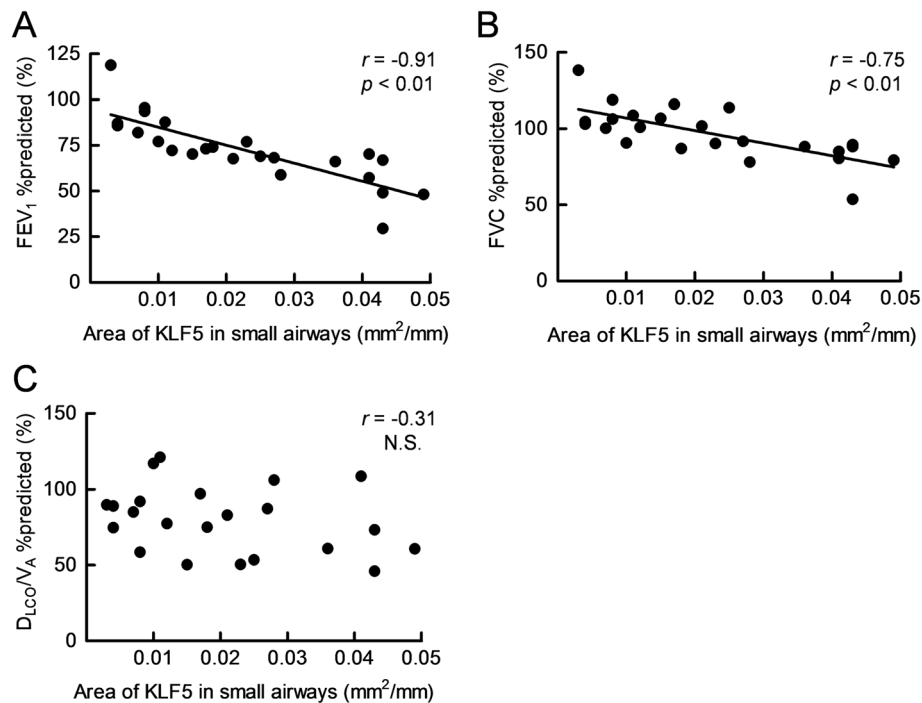 A
r = -0.91
p < 0.01
FEV₁ %predicted (%)
125
100
75
50
25
0
0.01 0.02 0.03 0.04 0.05
Area of KLF5 in small airways (mm²/mm)
B
r = -0.75
p < 0.01
FVC %predicted (%)
150
100
50
0
0.01 0.02 0.03 0.04 0.05
Area of KLF5 in small airways (mm²/mm)
C
r = -0.31
N.S.
D_LCO/V_A %predicted (%)
150
100
50
0
0.01 0.02 0.03 0.04 0.05
Area of KLF5 in small airways (mm²/mm)